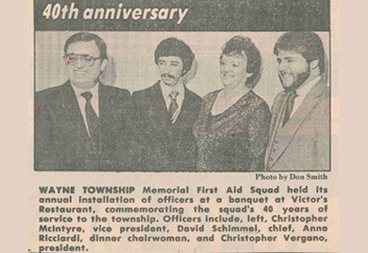 40th anniversary
Photo by Don Smith
WAYNE TOWNSHIP Memorial First Aid Squad held its
annual installation of officers at a banquet at Victor's
Restaurant, commemorating the squad's 40 years of
service to the township. Officers include, left, Christopher
McIntyre, vice president, David Schimmel, chief, Anna
Ricciardi, dinner chairwoman, and Christopher Vergano,
president.